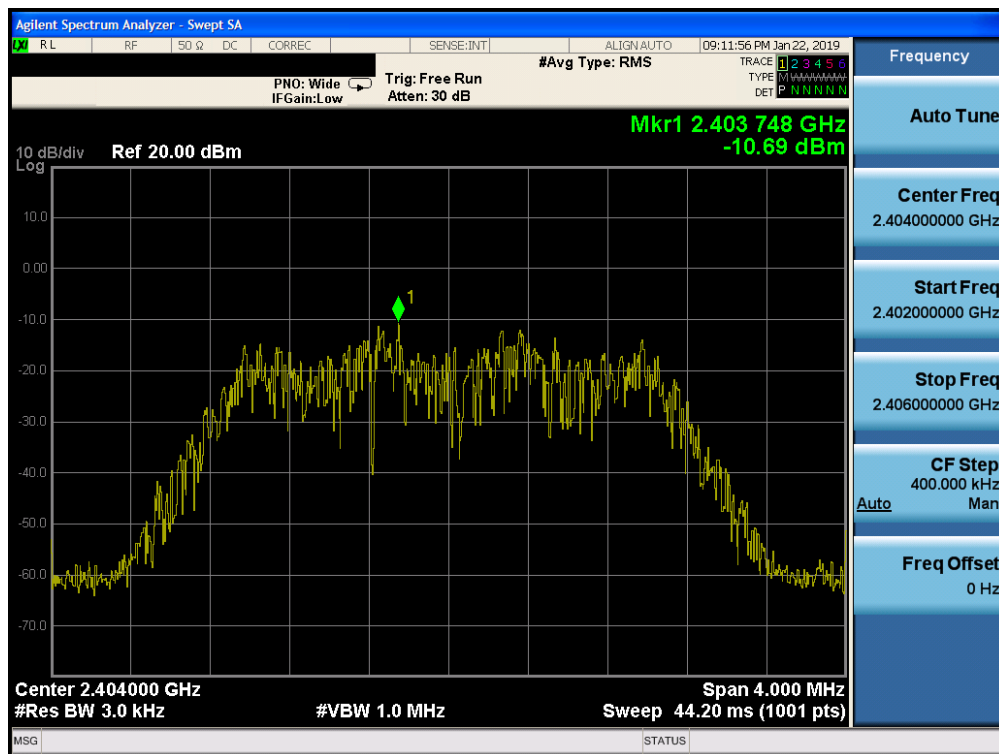 Agilent Spectrum Analyzer - Swept SA
LXI RL RF 50 Ω DC CORREC SENSE:INT ALIGN AUTO 09:11:56 PM Jan 22, 2019
#Avg Type: RMS
TRACE 1 2 3 4 5 6
TYPE M
DET P N N N N N
PNO: Wide
IFGain:Low
Trig: Free Run
Atten: 30 dB
Mkr1 2.403 748 GHz
-10.69 dBm
10 dB/div Ref 20.00 dBm
Log
10.0
0.00
-10.0
-20.0
-30.0
-40.0
-50.0
-60.0
-70.0
1
Center 2.404000 GHz
Span 4.000 MHz
#Res BW 3.0 kHz
#VBW 1.0 MHz
Sweep 44.20 ms (1001 pts)
MSG
STATUS
Frequency
Auto Tune
Center Freq
2.404000000 GHz
Start Freq
2.402000000 GHz
Stop Freq
2.406000000 GHz
CF Step
400.000 kHz
Auto Man
Freq Offset
0 Hz